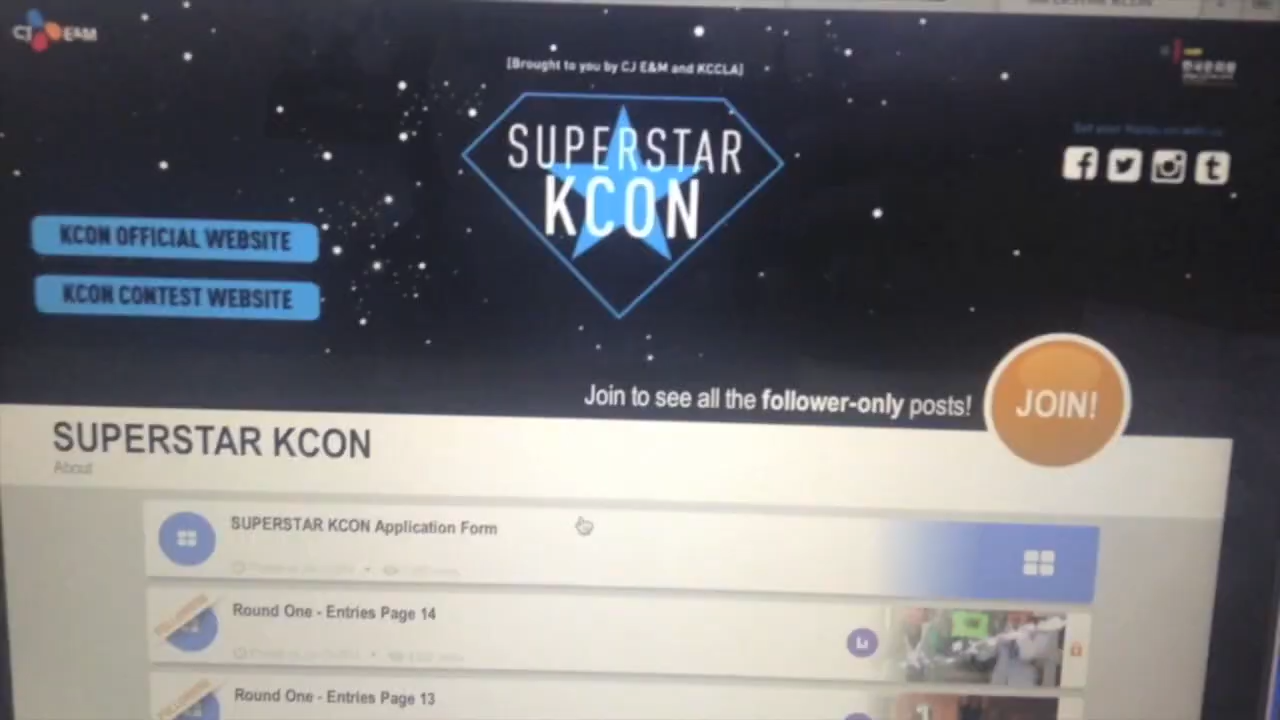 CJ E&M
[Brought to you by CJ E&M and KCCLA]
SUPERSTAR
KCON
KCON OFFICIAL WEBSITE
KCON CONTEST WEBSITE
Join to see all the follower-only posts!
JOIN!
SUPERSTAR KCON
About
SUPERSTAR KCON Application Form
Round One - Entries Page 14
Round One - Entries Page 13